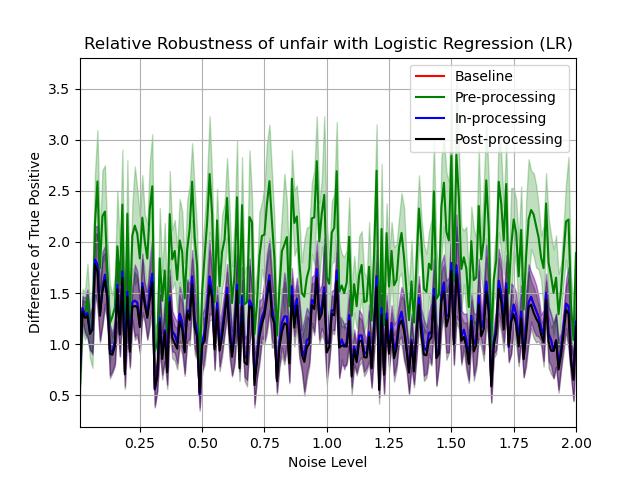 Relative Robustness of unfair with Logistic Regression (LR)
Difference of True Positive
3.5
3.0
2.5
2.0
1.5
1.0
0.5
Baseline
Pre-processing
In-processing
Post-processing
0.25 0.50 0.75 1.00 1.25 1.50 1.75 2.00
Noise Level